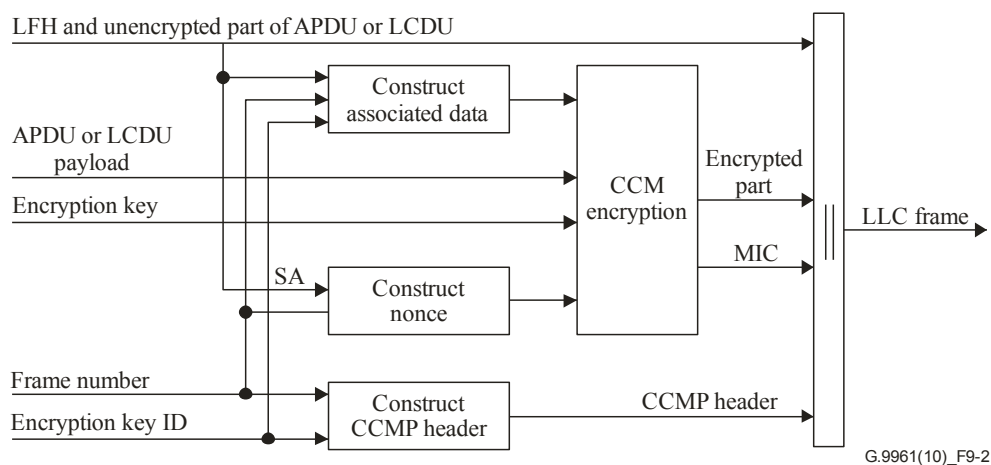 LFH and unencrypted part of APDU or LCDU
Construct
associated data
APDU or LCDU
payload
Encryption key
CCM
encryption
Encrypted
part
MIC
||
LLC frame
SA
Construct
nonce
Frame number
Encryption key ID
Construct
CCMP header
CCMP header
G.9961(10)_F9-2